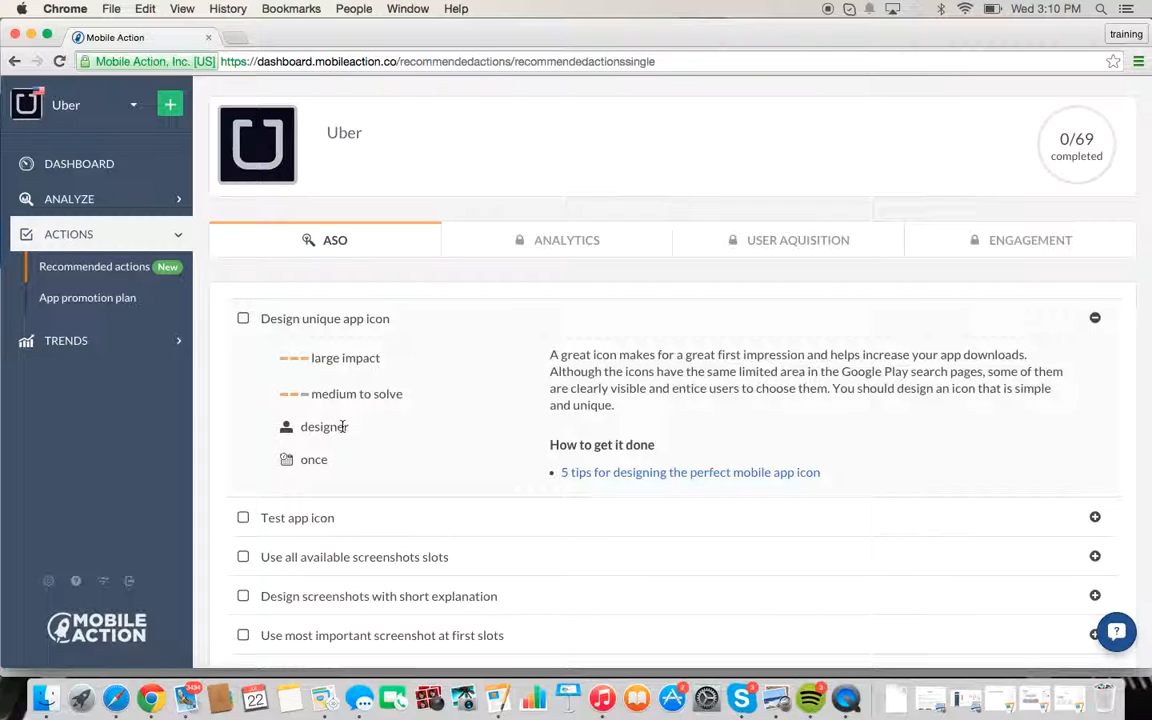 Chrome File Edit View History Bookmarks People Window Help Wed 3:10 PM
Mobile Action
training
Mobile Action, Inc. [US] https://dashboard.mobileaction.co/recommendedactions/recommendedactionssingle
Uber
DASHBOARD
ANALYZE
ACTIONS
Recommended actions New
App promotion plan
TRENDS
MOBILE
ACTION
Uber
0/69
completed
ASO ANALYTICS USER AQUISITION ENGAGEMENT
Design unique app icon
large impact
medium to solve
designer
once
A great icon makes for a great first impression and helps increase your app downloads.
Although the icons have the same limited area in the Google Play search pages, some of them
are clearly visible and entice users to choose them. You should design an icon that is simple
and unique.
How to get it done
• 5 tips for designing the perfect mobile app icon
Test app icon
Use all available screenshots slots
Design screenshots with short explanation
Use most important screenshot at first slots
22